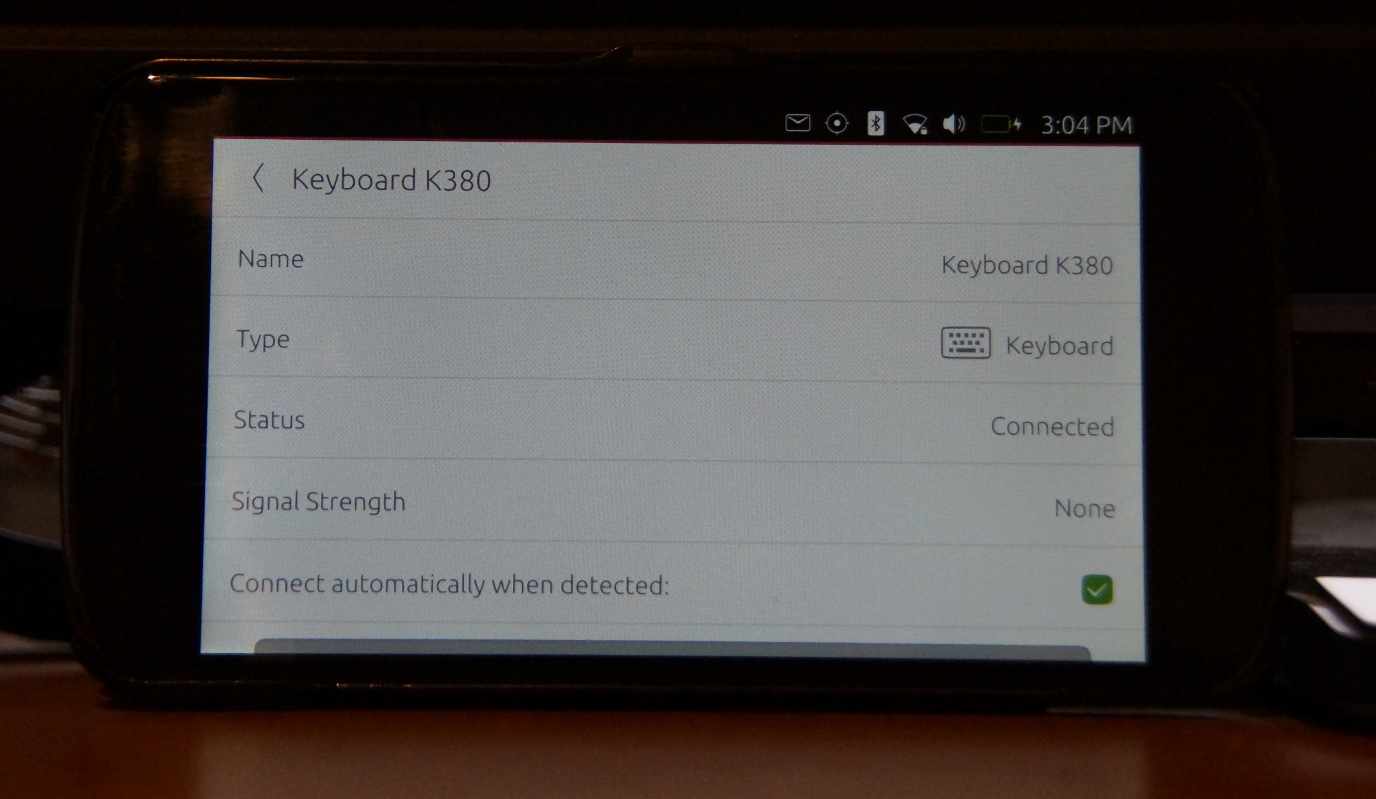 3:04 PM
Keyboard K380
Name Keyboard K380
Type Keyboard
Status Connected
Signal Strength None
Connect automatically when detected: